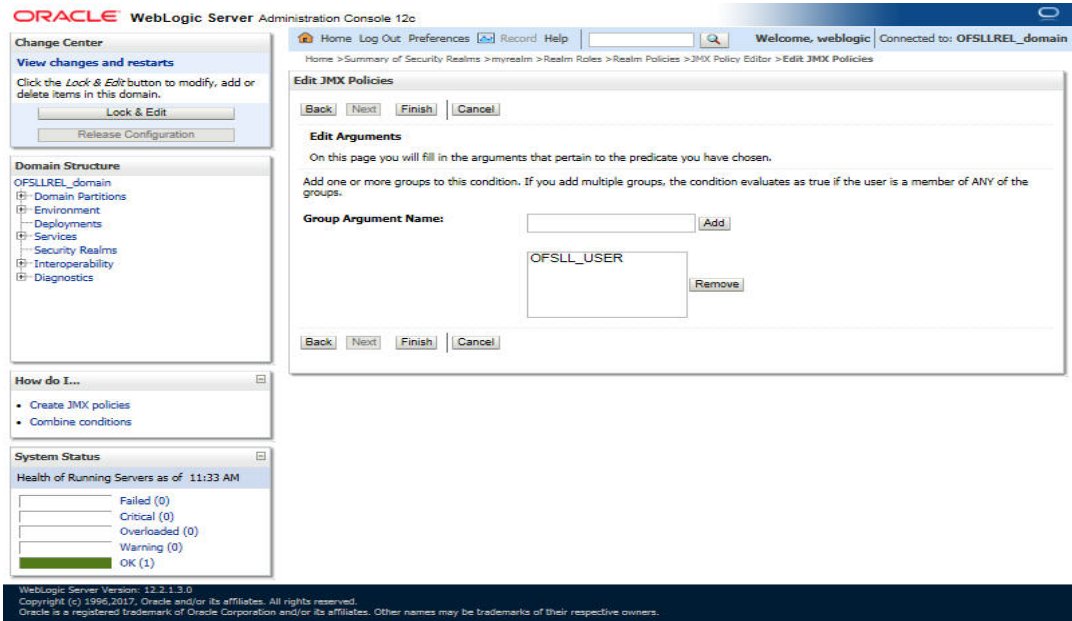 ORACLE WebLogic Server Administration Console 12c
Change Center
View changes and restarts
Click the Lock & Edit button to modify, add or
delete items in this domain.
Lock & Edit
Release Configuration
Domain Structure
OFSLLREL_domain
Domain Partitions
Environment
Deployments
Services
Security Realms
Interoperability
Diagnostics
How do I...
Create JMX policies
Combine conditions
System Status
Health of Running Servers as of 11:33 AM
Failed (0)
Critical (0)
Overloaded (0)
Warning (0)
OK (1)
Home Log Out Preferences Record Help
Welcome, weblogic Connected to: OFSLLREL_domain
Home >Summary of Security Realms >myrealm >Realm Roles >Realm Policies >JMX Policy Editor >Edit JMX Policies
Edit JMX Policies
Back Next Finish Cancel
Edit Arguments
On this page you will fill in the arguments that pertain to the predicate you have chosen.
Add one or more groups to this condition. If you add multiple groups, the condition evaluates as true if the user is a member of ANY of the
groups.
Group Argument Name: Add
OFSLL_USER
Remove
Back Next Finish Cancel
WebLogic Server Version: 12.2.1.3.0
Copyright (c) 1996,2017, Oracle and/or its affiliates. All rights reserved.
Oracle is a registered trademark of Oracle Corporation and/or its affiliates. Other names may be trademarks of their respective owners.